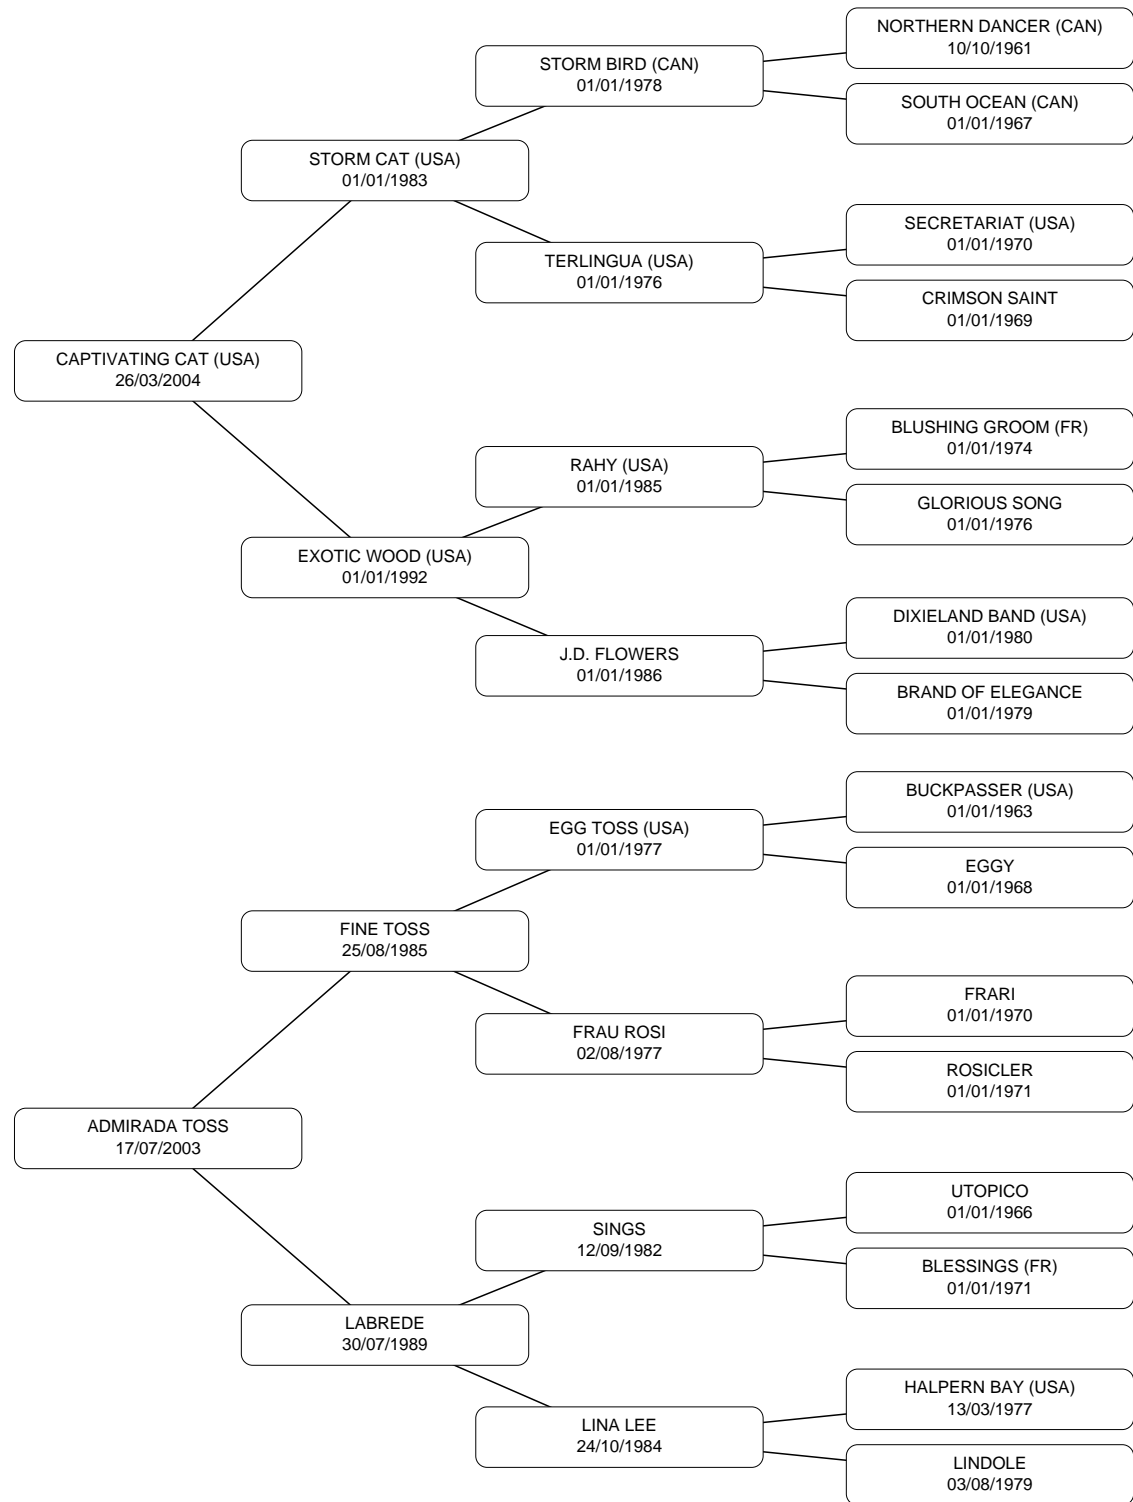 NORTHERN DANCER (CAN)
10/10/1961
STORM BIRD (CAN)
01/01/1978
SOUTH OCEAN (CAN)
01/01/1967
STORM CAT (USA)
01/01/1983
SECRETARIAT (USA)
01/01/1970
TERLINGUA (USA)
01/01/1976
CRIMSON SAINT
01/01/1969
CAPTIVATING CAT (USA)
26/03/2004
BLUSHING GROOM (FR)
01/01/1974
RAHY (USA)
01/01/1985
GLORIOUS SONG
01/01/1976
EXOTIC WOOD (USA)
01/01/1992
DIXIELAND BAND (USA)
01/01/1980
J.D. FLOWERS
01/01/1986
BRAND OF ELEGANCE
01/01/1979
BUCKPASSER (USA)
01/01/1963
EGG TOSS (USA)
01/01/1977
EGGY
01/01/1968
FINE TOSS
25/08/1985
FRARI
01/01/1970
FRAU ROSI
02/08/1977
ROSICLER
01/01/1971
ADMIRADA TOSS
17/07/2003
UTOPICO
01/01/1966
SINGS
12/09/1982
BLESSINGS (FR)
01/01/1971
LABREDE
30/07/1989
HALPERN BAY (USA)
13/03/1977
LINA LEE
24/10/1984
LINDOLE
03/08/1979